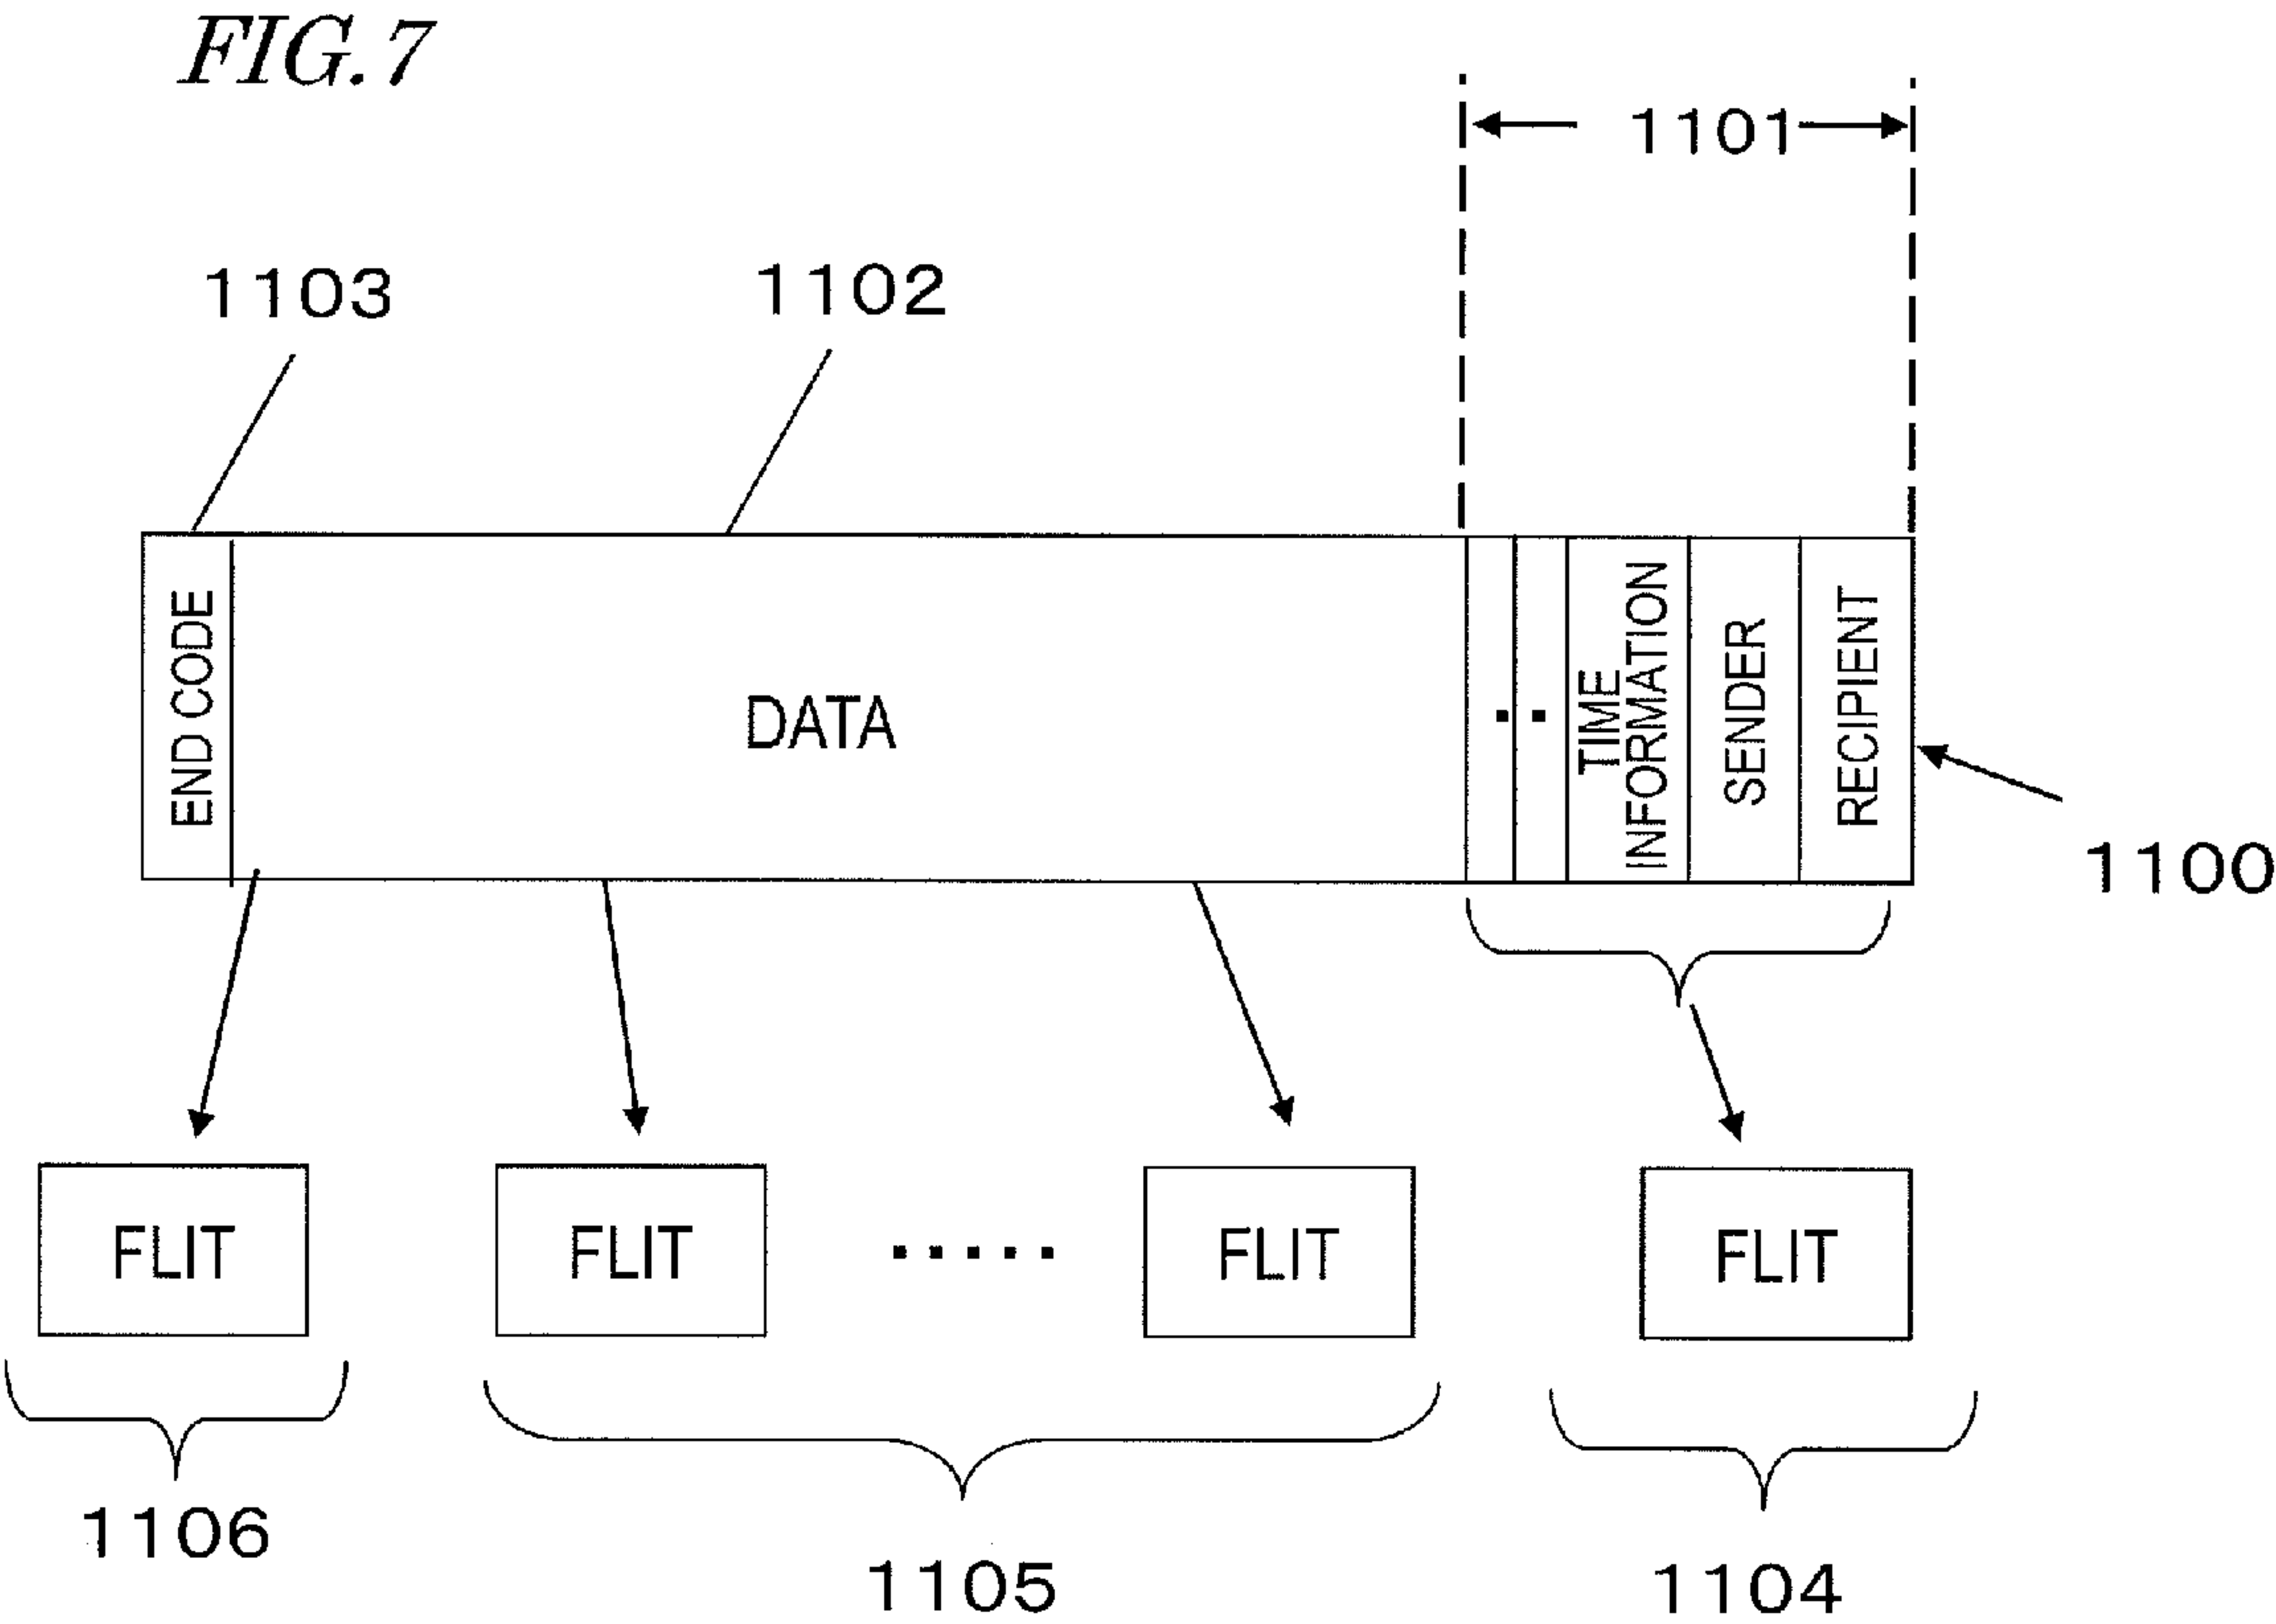 FIG. 7
1101
1103
1102
END CODE
DATA
TIME
INFORMATION
SENDER
RECIPIENT
1100
FLIT
FLIT
.....
FLIT
FLIT
1106
1105
1104